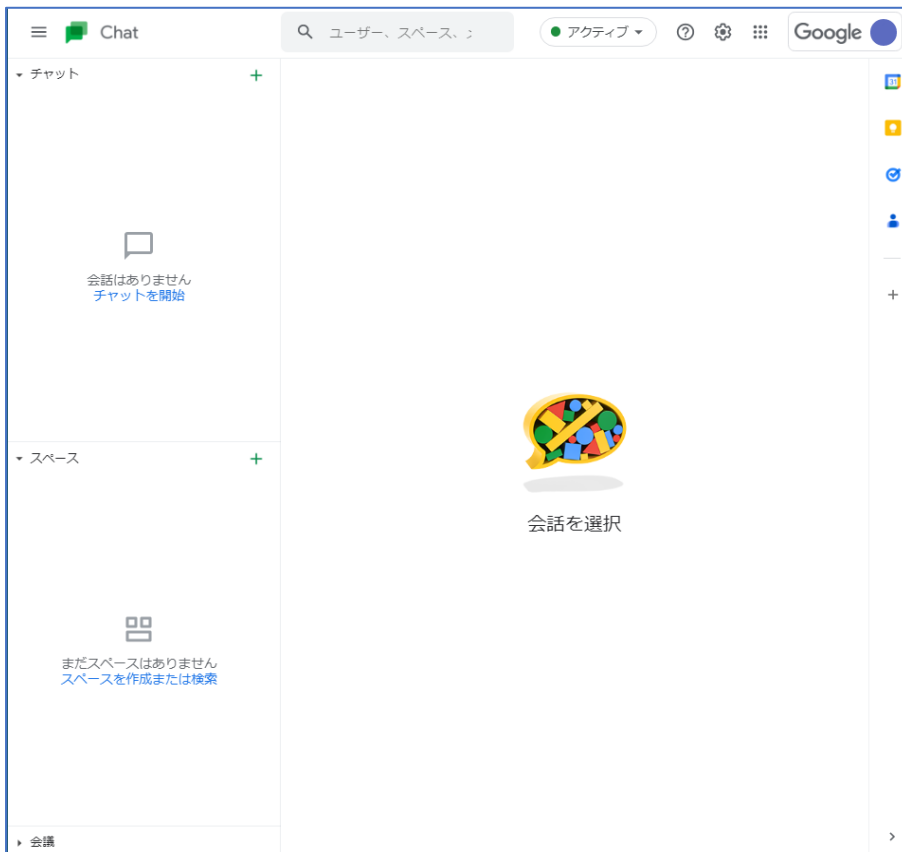 Chat
ユーザー、スペース、
アクティブ
Google
チャット
会話はありません
チャットを開始
スペース
会話を選択
まだスペースはありません
スペースを作成または検索
会議